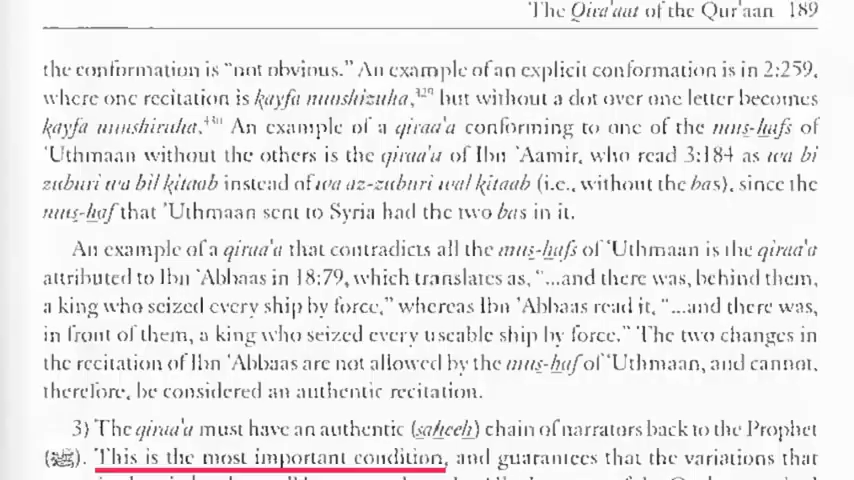 The Qira'aat of the Qur'aan 189
the conformation is "not obvious." An example of an explicit conformation is in 2:259,
where one recitation is ḳayfa nunshizuha,⁴²⁹ but without a dot over one letter becomes
ḳayfa nunshiruha.⁴³⁰ An example of a qiraa'a conforming to one of the mus-hafs of
'Uthmaan without the others is the qiraa'a of Ibn 'Aamir, who read 3:184 as wa bi
zuburi wa bil kitaab instead of wa az-zuburi wal kitaab (i.e., without the bas), since the
mus-haf that 'Uthmaan sent to Syria had the two bas in it.
An example of a qiraa'a that contradicts all the mus-hafs of 'Uthmaan is the qiraa'a
attributed to Ibn 'Abbaas in 18:79, which translates as, "...and there was, behind them,
a king who seized every ship by force," whereas Ibn 'Abbaas read it, "...and there was,
in front of them, a king who seized every useable ship by force." The two changes in
the recitation of Ibn 'Abbaas are not allowed by the mus-haf of 'Uthmaan, and cannot,
therefore, be considered an authentic recitation.
3) The qiraa'a must have an authentic (saheeh) chain of narrators back to the Prophet
(ﷺ). This is the most important condition, and guarantees that the variations that